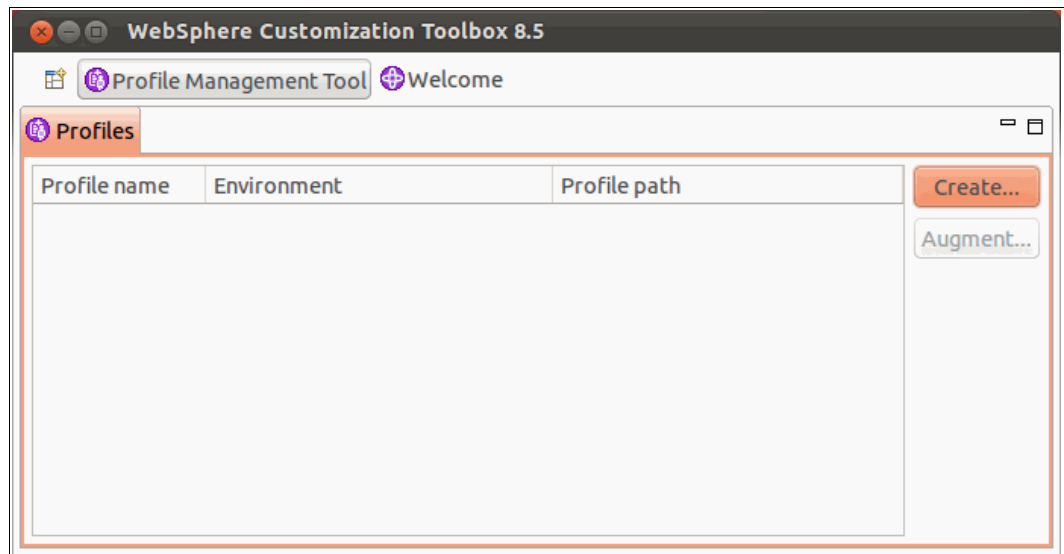 WebSphere Customization Toolbox 8.5
Profile Management Tool Welcome
Profiles
Profile name Environment Profile path
Create...
Augment...